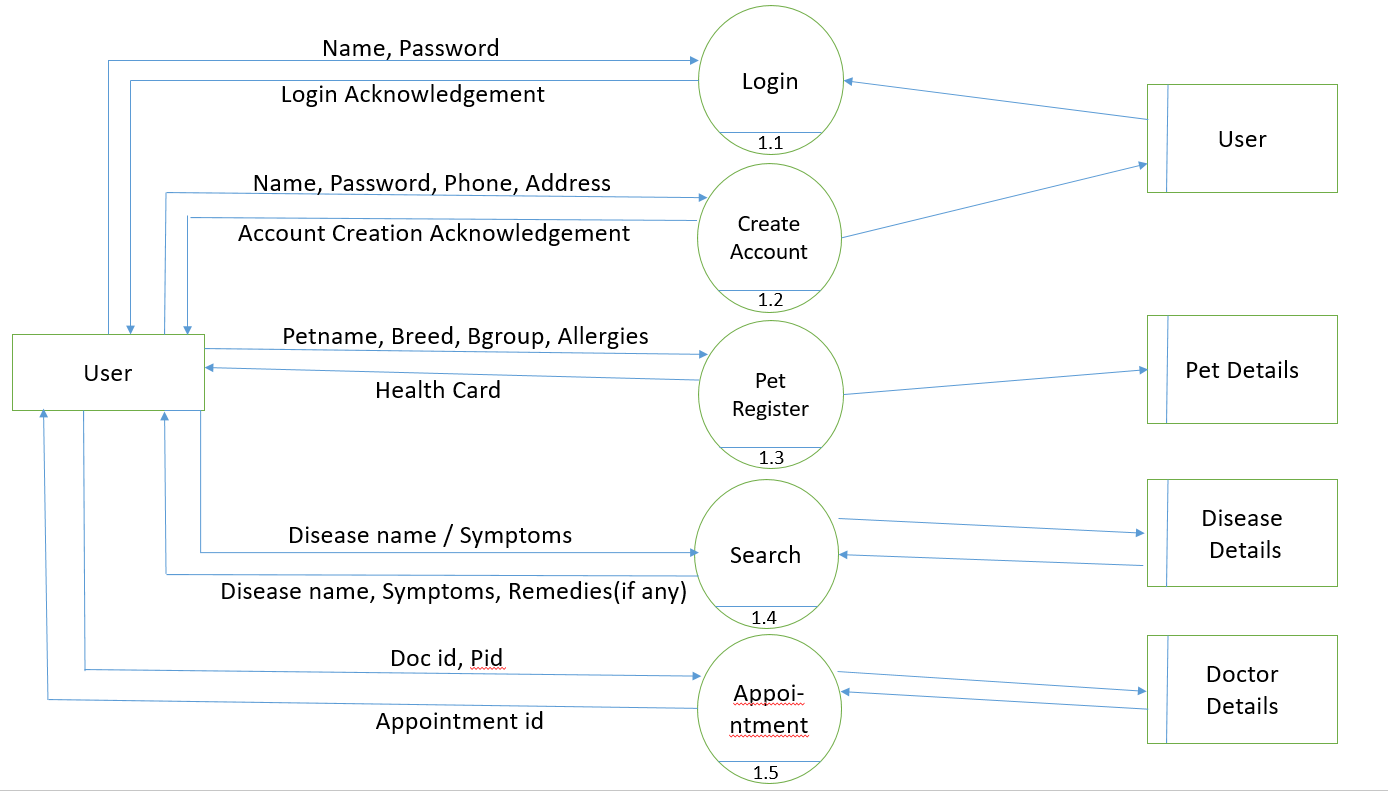 Name, Password
Login Acknowledgement
Login
1.1
User
Name, Password, Phone, Address
Account Creation Acknowledgement
Create
Account
1.2
User
Petname, Breed, Bgroup, Allergies
Health Card
Pet
Register
1.3
Pet Details
Disease name / Symptoms
Disease name, Symptoms, Remedies(if any)
Search
1.4
Disease
Details
Doc id, Pid
Appointment id
Appoi-
ntment
1.5
Doctor
Details